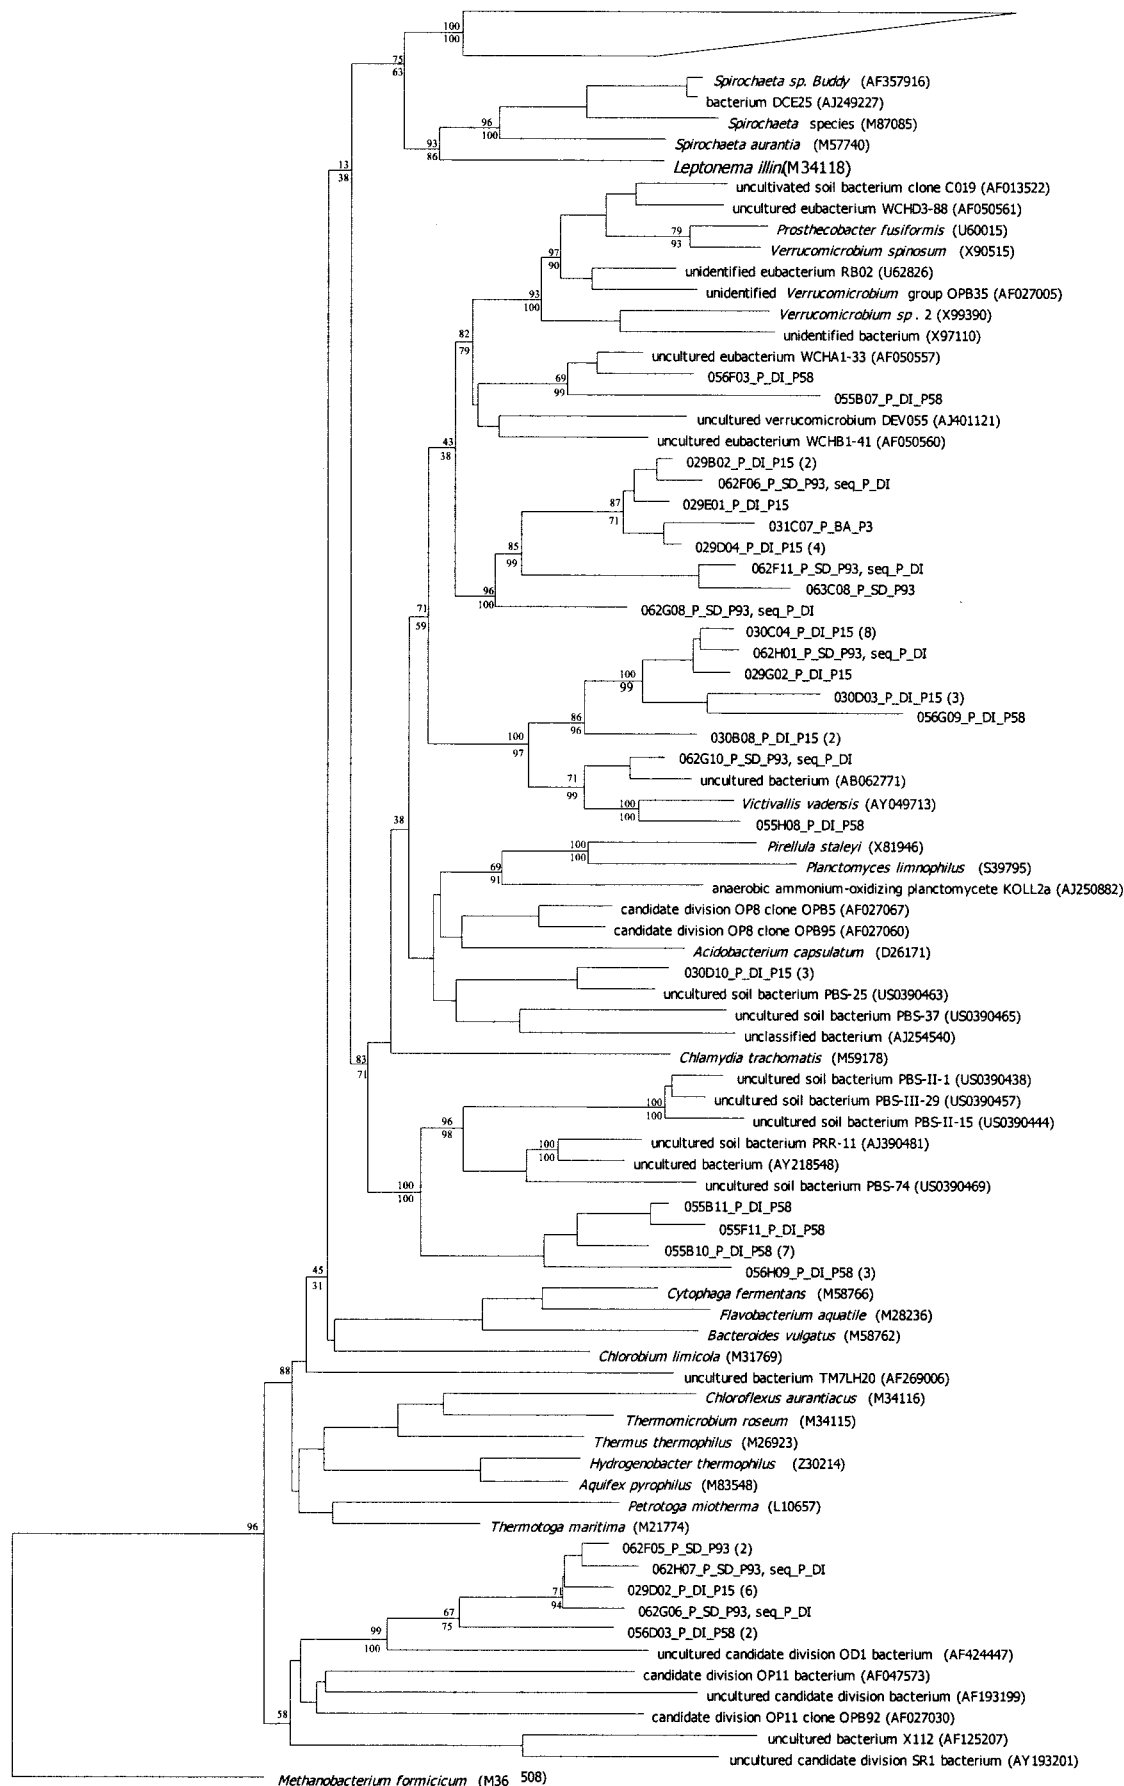 100
100
75
63
Spirochaeta sp. Buddy (AF357916)
bacterium DCE25 (AJ249227)
Spirochaeta species (M87085)
96
100
Spirochaeta aurantia (M57740)
93
86
Leptonema illini(M34118)
13
38
uncultivated soil bacterium clone C019 (AF013522)
uncultured eubacterium WCHD3-88 (AF050561)
79
93
Prosthecobacter fusiformis (U60015)
Verrucomicrobium spinosum (X90515)
97
90
unidentified eubacterium RB02 (U62826)
unidentified Verrucomicrobium group OPB35 (AF027005)
93
100
Verrucomicrobium sp. 2 (X99390)
unidentified bacterium (X97110)
82
79
uncultured eubacterium WCHA1-33 (AF050557)
69
99
056F03_P_DI_P58
055B07_P_DI_P58
uncultured verrucomicrobium DEV055 (AJ401121)
uncultured eubacterium WCHB1-41 (AF050560)
43
38
029B02_P_DI_P15 (2)
062F06_P_SD_P93, seq_P_DI
87
71
029E01_P_DI_P15
031C07_P_BA_P3
029D04_P_DI_P15 (4)
85
99
062F11_P_SD_P93, seq_P_DI
063C08_P_SD_P93
96
100
062G08_P_SD_P93, seq_P_DI
71
59
030C04_P_DI_P15 (8)
062H01_P_SD_P93, seq_P_DI
029G02_P_DI_P15
100
99
030D03_P_DI_P15 (3)
056G09_P_DI_P58
86
96
030B08_P_DI_P15 (2)
100
97
062G10_P_SD_P93, seq_P_DI
uncultured bacterium (AB062771)
71
99
Victivallis vadensis (AY049713)
100
100
055H08_P_DI_P58
38
100
100
Pirellula staleyi (X81946)
Planctomyces limnophilus (S39795)
69
91
anaerobic ammonium-oxidizing planctomycete KOLL2a (AJ250882)
candidate division OP8 clone OPB5 (AF027067)
candidate division OP8 clone OPB95 (AF027060)
Acidobacterium capsulatum (D26171)
030D10_P_DI_P15 (3)
uncultured soil bacterium PBS-25 (US0390463)
uncultured soil bacterium PBS-37 (US0390465)
unclassified bacterium (AJ254540)
Chlamydia trachomatis (M59178)
83
71
uncultured soil bacterium PBS-II-1 (US0390438)
uncultured soil bacterium PBS-III-29 (US0390457)
100
100
uncultured soil bacterium PBS-II-15 (US0390444)
96
98
uncultured soil bacterium PRR-11 (AJ390481)
100
100
uncultured bacterium (AY218548)
uncultured soil bacterium PBS-74 (US0390469)
100
100
055B11_P_DI_P58
055F11_P_DI_P58
055B10_P_DI_P58 (7)
056H09_P_DI_P58 (3)
45
31
Cytophaga fermentans (M58766)
Flavobacterium aquatile (M28236)
Bacteroides vulgatus (M58762)
Chlorobium limicola (M31769)
88
uncultured bacterium TM7LH20 (AF269006)
Chloroflexus aurantiacus (M34116)
Thermomicrobium roseum (M34115)
Thermus thermophilus (M26923)
Hydrogenobacter thermophilus (Z30214)
Aquifex pyrophilus (M83548)
Petrotoga miotherma (L10657)
Thermotoga maritima (M21774)
96
062F05_P_SD_P93 (2)
062H07_P_SD_P93, seq_P_DI
71
94
029D02_P_DI_P15 (6)
062G06_P_SD_P93, seq_P_DI
67
75
056D03_P_DI_P58 (2)
99
100
uncultured candidate division OD1 bacterium (AF424447)
candidate division OP11 bacterium (AF047573)
uncultured candidate division bacterium (AF193199)
candidate division OP11 clone OPB92 (AF027030)
58
uncultured bacterium X112 (AF125207)
uncultured candidate division SR1 bacterium (AY193201)
Methanobacterium formicicum (M36 508)